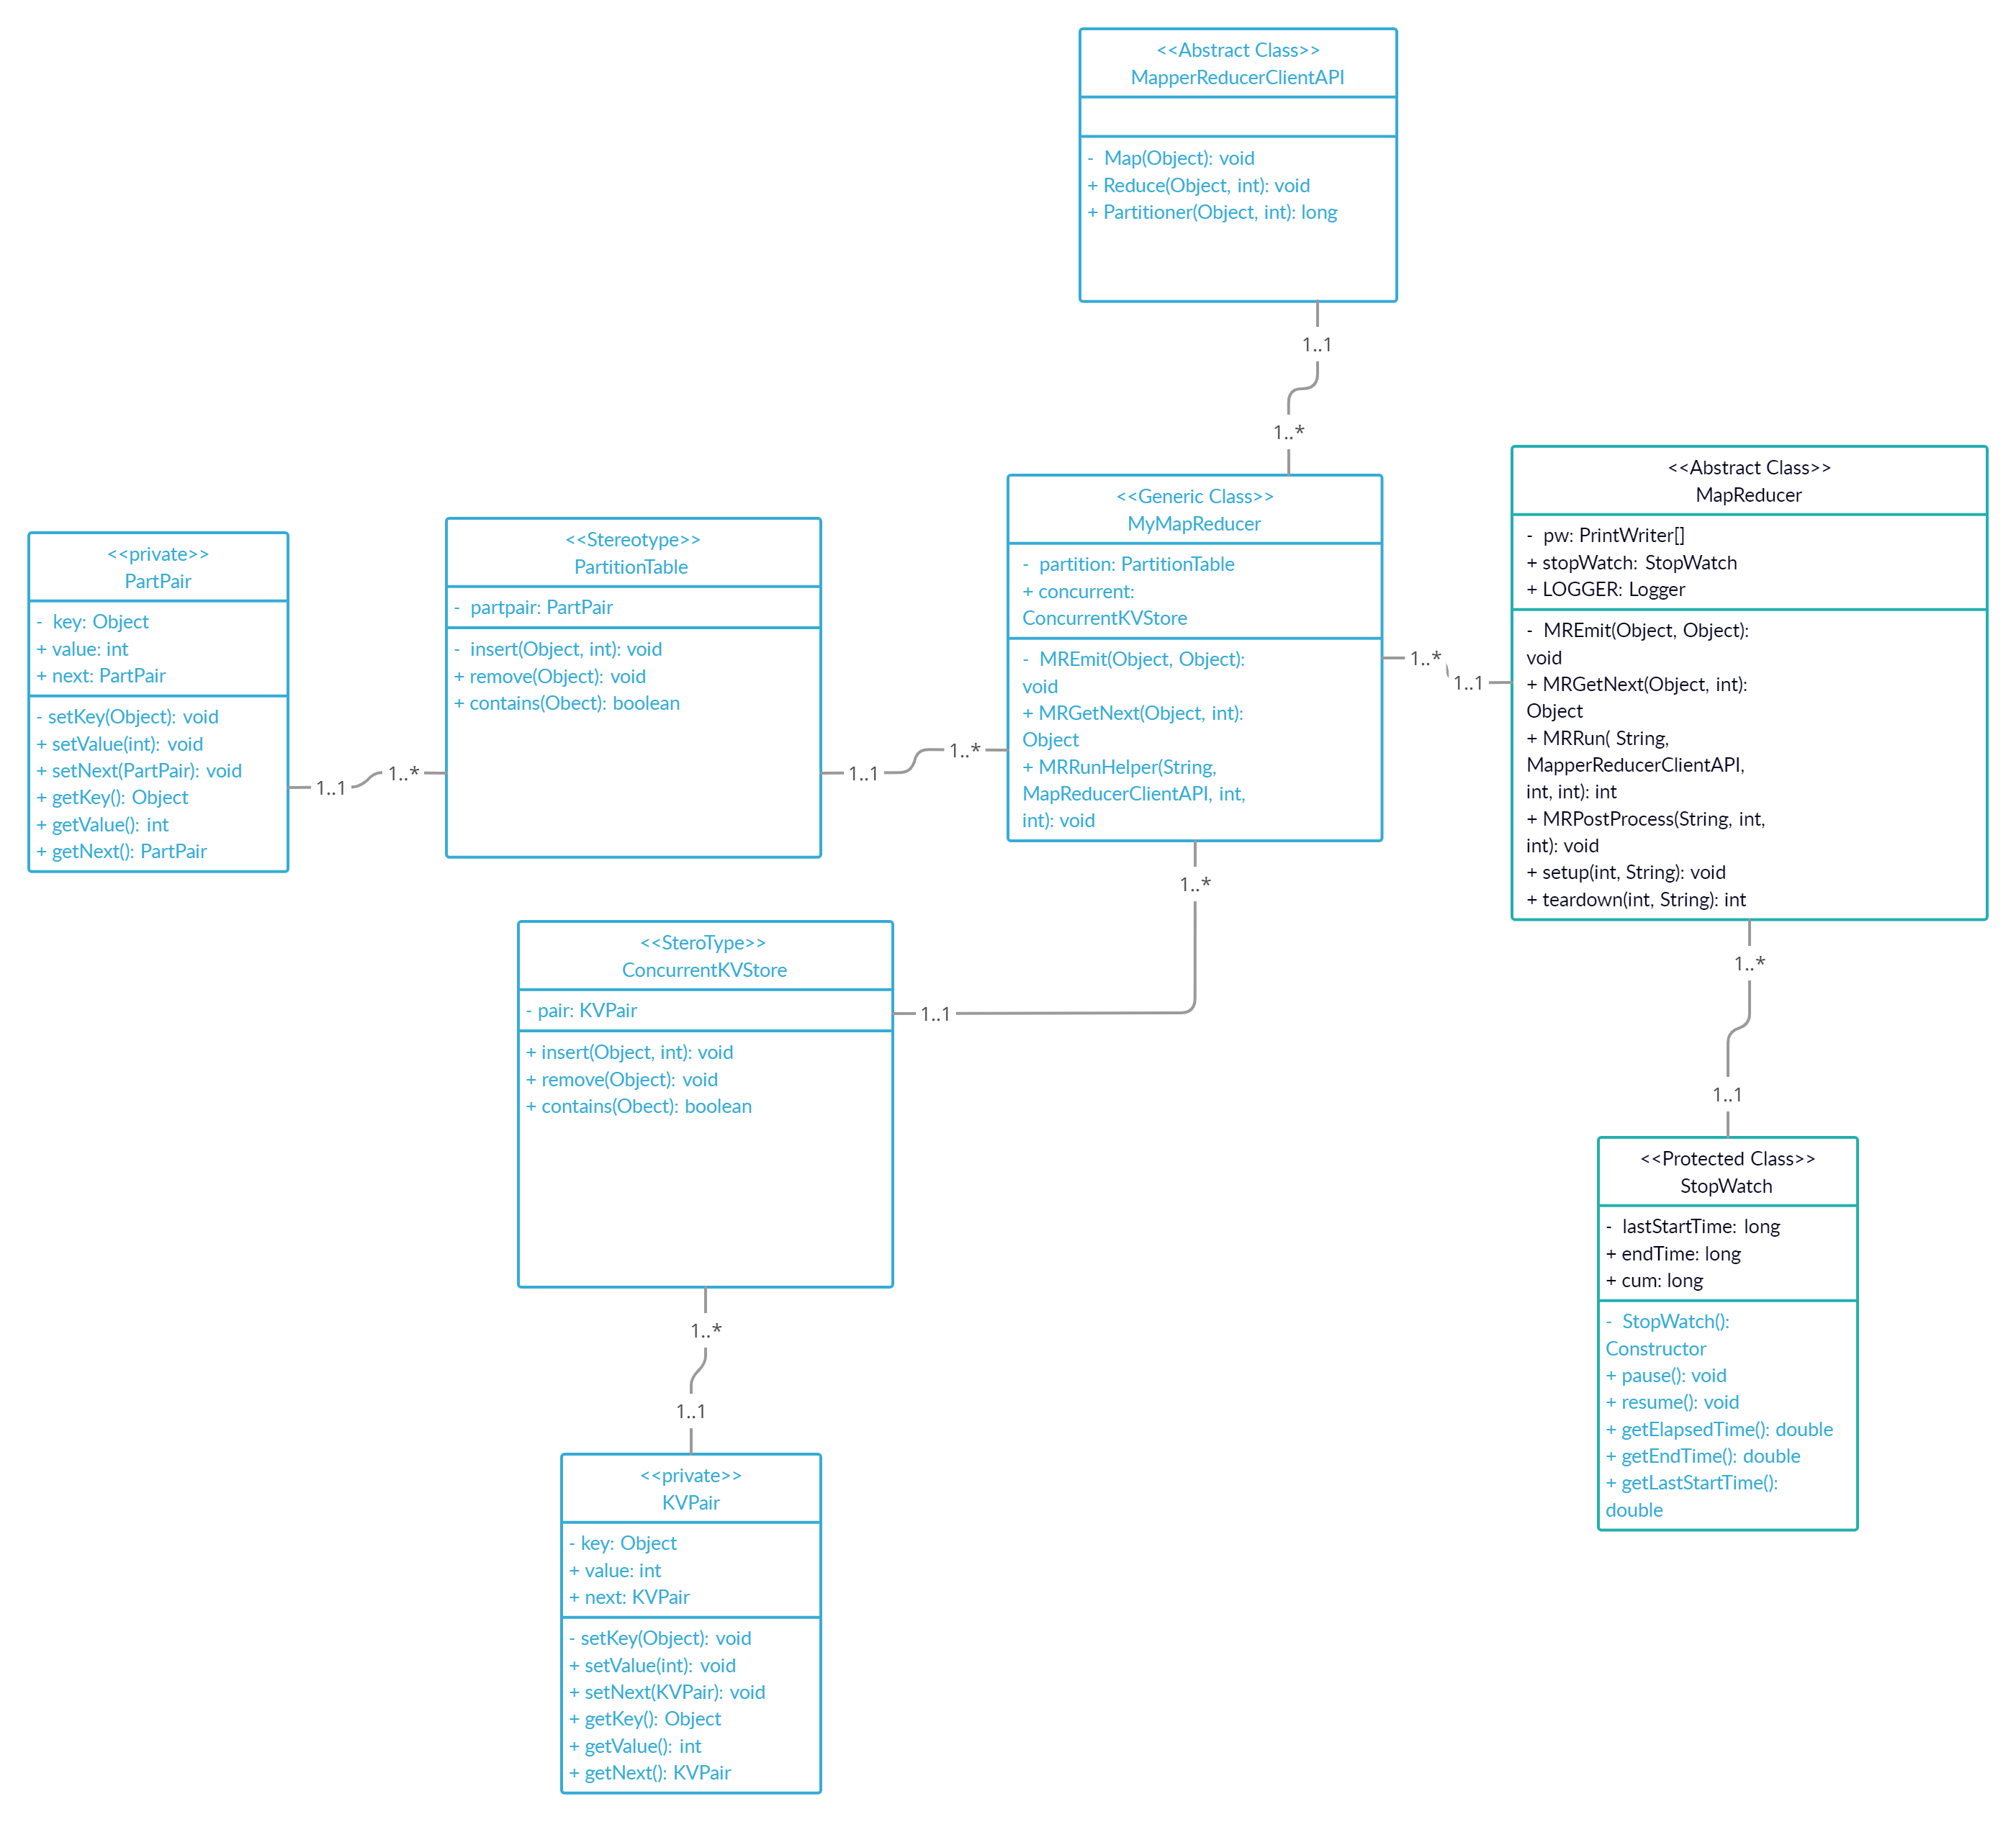 <<Abstract Class>>
MapperReducerClientAPI
-  Map(Object): void
+ Reduce(Object, int): void
+ Partitioner(Object, int): long
1..1
1..*
<<Abstract Class>>
MapReducer
-  pw: PrintWriter[]
+ stopWatch: StopWatch
+ LOGGER: Logger
-  MREmit(Object, Object):
void
+ MRGetNext(Object, int):
Object
+ MRRun( String,
MapperReducerClientAPI,
int, int): int
+ MRPostProcess(String, int,
int): void
+ setup(int, String): void
+ teardown(int, String): int
<<Generic Class>>
MyMapReducer
-  partition: PartitionTable
+ concurrent:
ConcurrentKVStore
-  MREmit(Object, Object):
void
+ MRGetNext(Object, int):
Object
+ MRRunHelper(String,
MapReducerClientAPI, int,
int): void
1..*
1..1
<<Stereotype>>
PartitionTable
-  partpair: PartPair
-  insert(Object, int): void
+ remove(Object): void
+ contains(Obect): boolean
1..1
1..*
<<private>>
PartPair
-  key: Object
+ value: int
+ next: PartPair
- setKey(Object): void
+ setValue(int): void
+ setNext(PartPair): void
+ getKey(): Object
+ getValue(): int
+ getNext(): PartPair
1..1
1..*
1..*
1..1
<<SteroType>>
ConcurrentKVStore
- pair: KVPair
+ insert(Object, int): void
+ remove(Object): void
+ contains(Obect): boolean
1..*
1..1
<<Protected Class>>
StopWatch
-  lastStartTime: long
+ endTime: long
+ cum: long
-  StopWatch():
Constructor
+ pause(): void
+ resume(): void
+ getElapsedTime(): double
+ getEndTime(): double
+ getLastStartTime():
double
1..*
1..1
<<private>>
KVPair
- key: Object
+ value: int
+ next: KVPair
- setKey(Object): void
+ setValue(int): void
+ setNext(KVPair): void
+ getKey(): Object
+ getValue(): int
+ getNext(): KVPair